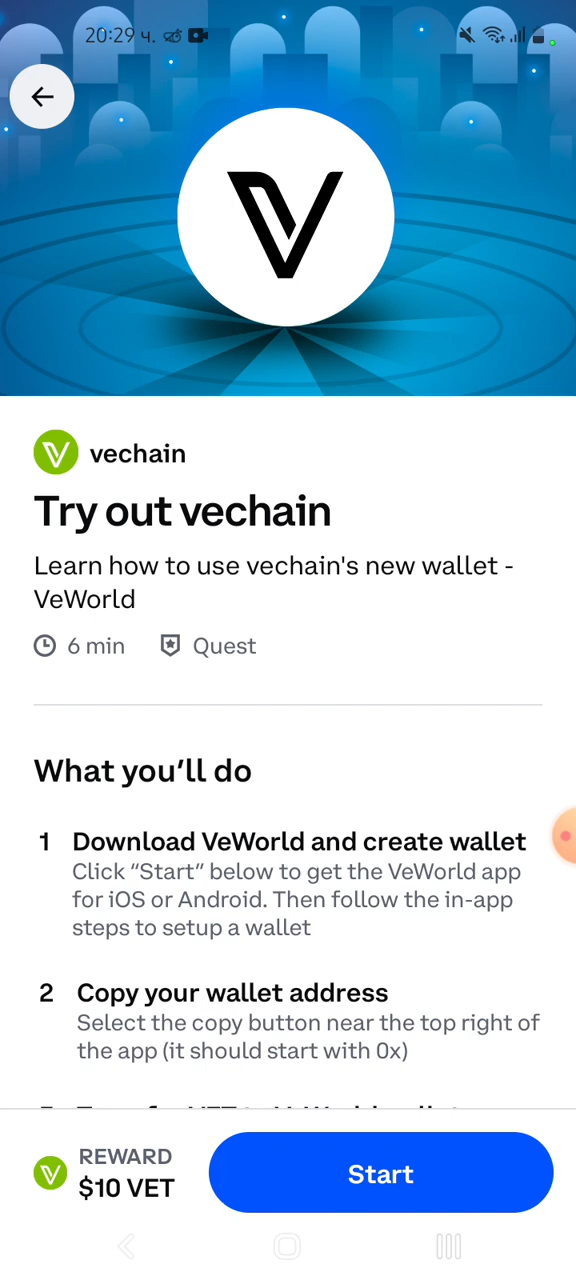 20:29 ч.
vechain
Try out vechain
Learn how to use vechain's new wallet -
VeWorld
6 min
Quest
What you'll do
1 Download VeWorld and create wallet
Click "Start" below to get the VeWorld app
for iOS or Android. Then follow the in-app
steps to setup a wallet
2 Copy your wallet address
Select the copy button near the top right of
the app (it should start with 0x)
REWARD
$10 VET
Start